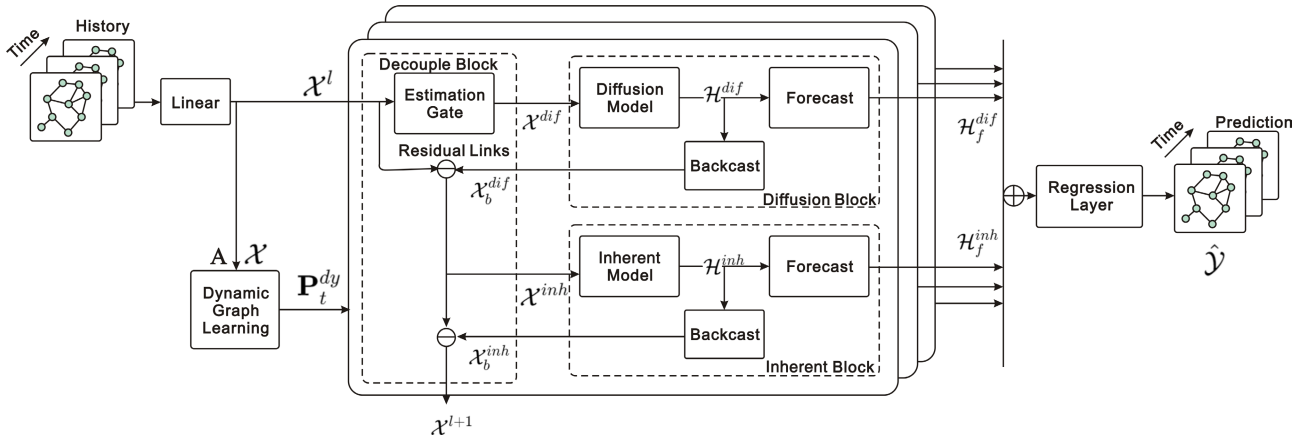 Time
History
Linear
𝒳^l
A 𝒳
Dynamic
Graph
Learning
P_t^{dy}
Decouple Block
Estimation
Gate
Residual Links
𝒳^{dif}
𝒳_b^{dif}
Diffusion
Model
ℋ^{dif}
Forecast
Backcast
Diffusion Block
Inherent
Model
ℋ^{inh}
Forecast
𝒳^{inh}
Backcast
𝒳_b^{inh}
Inherent Block
𝒳^{l+1}
ℋ_f^{dif}
ℋ_f^{inh}
Regression
Layer
Time
Prediction
𝒴̂